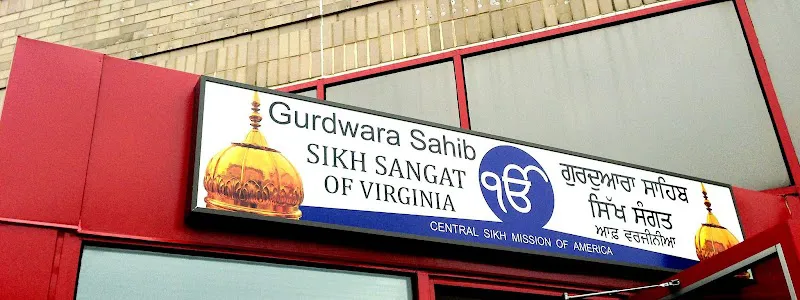 Gurdwara Sahib
SIKH SANGAT
OF VIRGINIA
ੴ
ਗੁਰਦੁਆਰਾ ਸਾਹਿਬ
ਸਿੱਖ ਸੰਗਤ
ਆਫ਼ ਵਰਜੀਨੀਆ
CENTRAL SIKH MISSION OF AMERICA